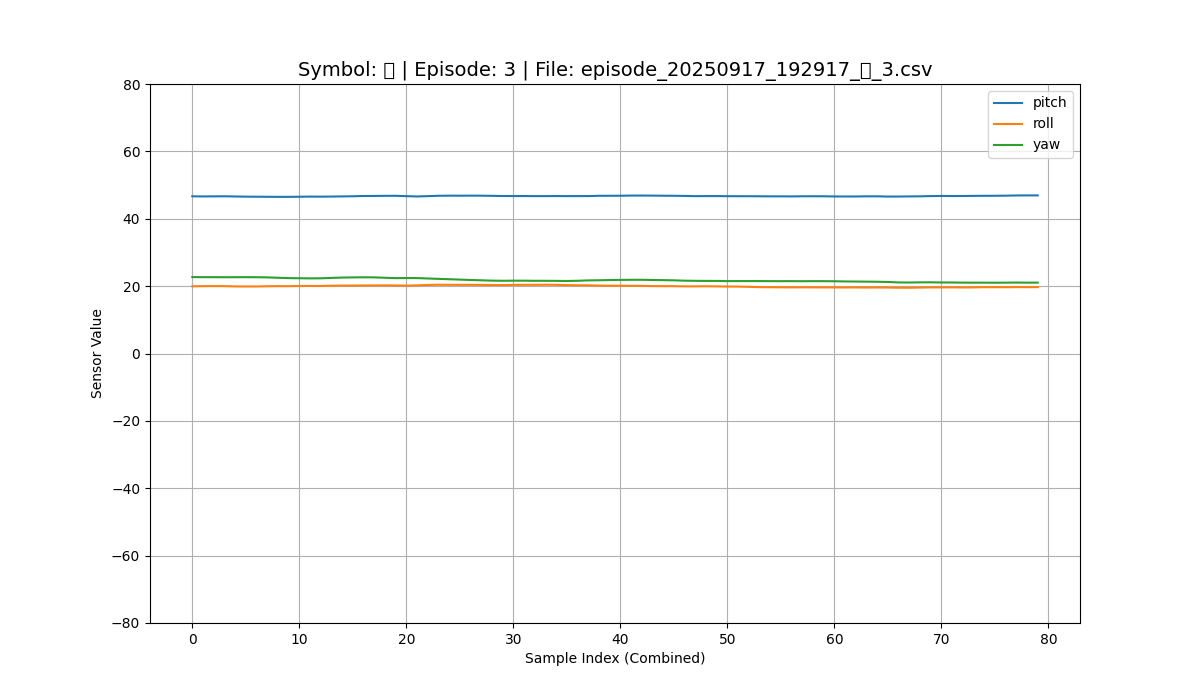 Symbol: | Episode: 3 | File: episode_20250917_192917_ _3.csv
80
60
40
20
0
−20
−40
−60
−80
Sensor Value
pitch
roll
yaw
0 10 20 30 40 50 60 70 80
Sample Index (Combined)